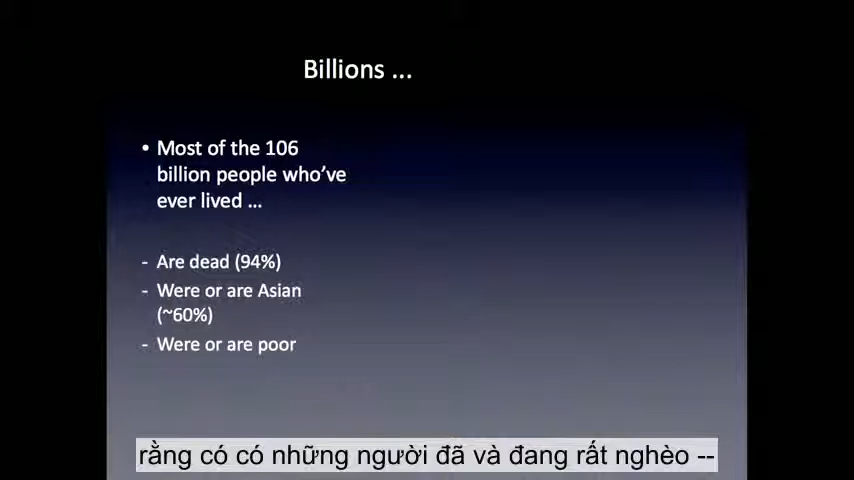 Billions ...
• Most of the 106
billion people who’ve
ever lived ...
- Are dead (94%)
- Were or are Asian
(~60%)
- Were or are poor
rằng có có những người đã và đang rất nghèo --